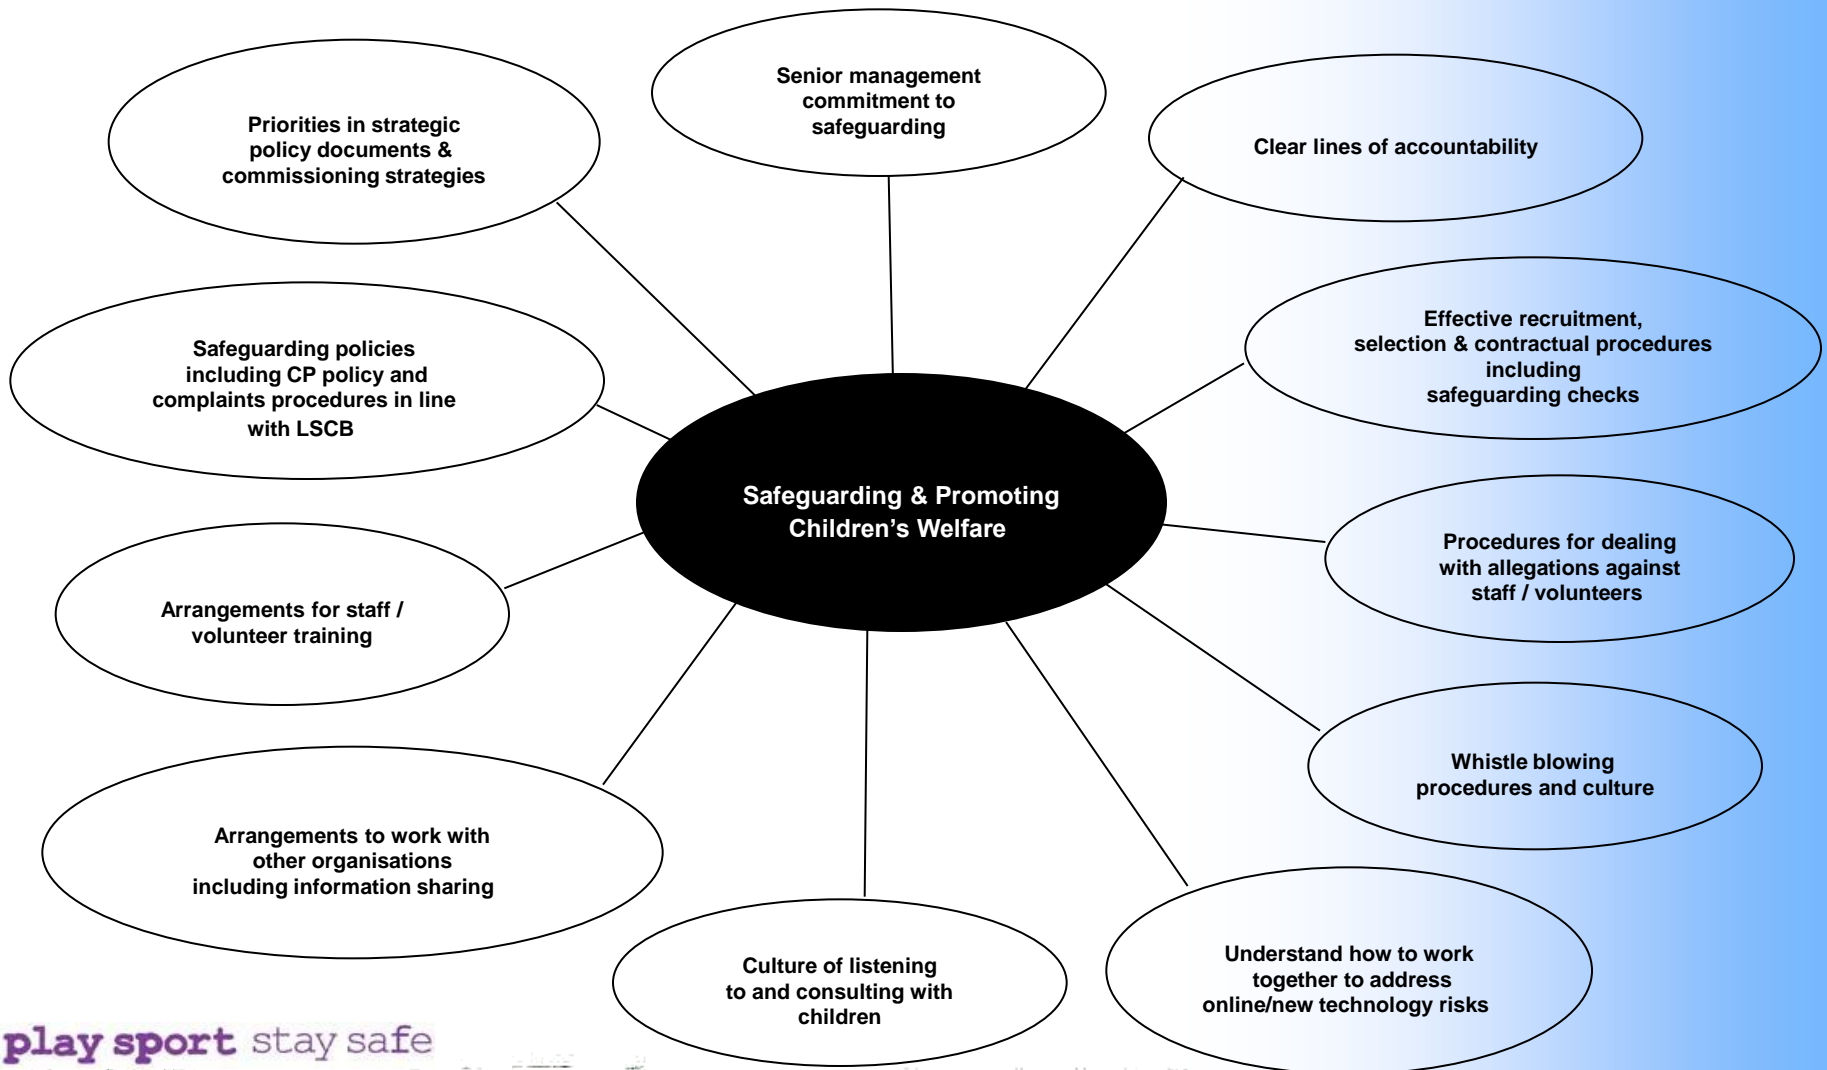 Senior management
commitment to
safeguarding
Priorities in strategic
policy documents &
commissioning strategies
Clear lines of accountability
Safeguarding policies
including CP policy and
complaints procedures in line
with LSCB
Effective recruitment,
selection & contractual procedures
including
safeguarding checks
Safeguarding & Promoting
Children’s Welfare
Procedures for dealing
with allegations against
staff / volunteers
Arrangements for staff /
volunteer training
Whistle blowing
procedures and culture
Arrangements to work with
other organisations
including information sharing
Culture of listening
to and consulting with
children
Understand how to work
together to address
online/new technology risks
play sport stay safe